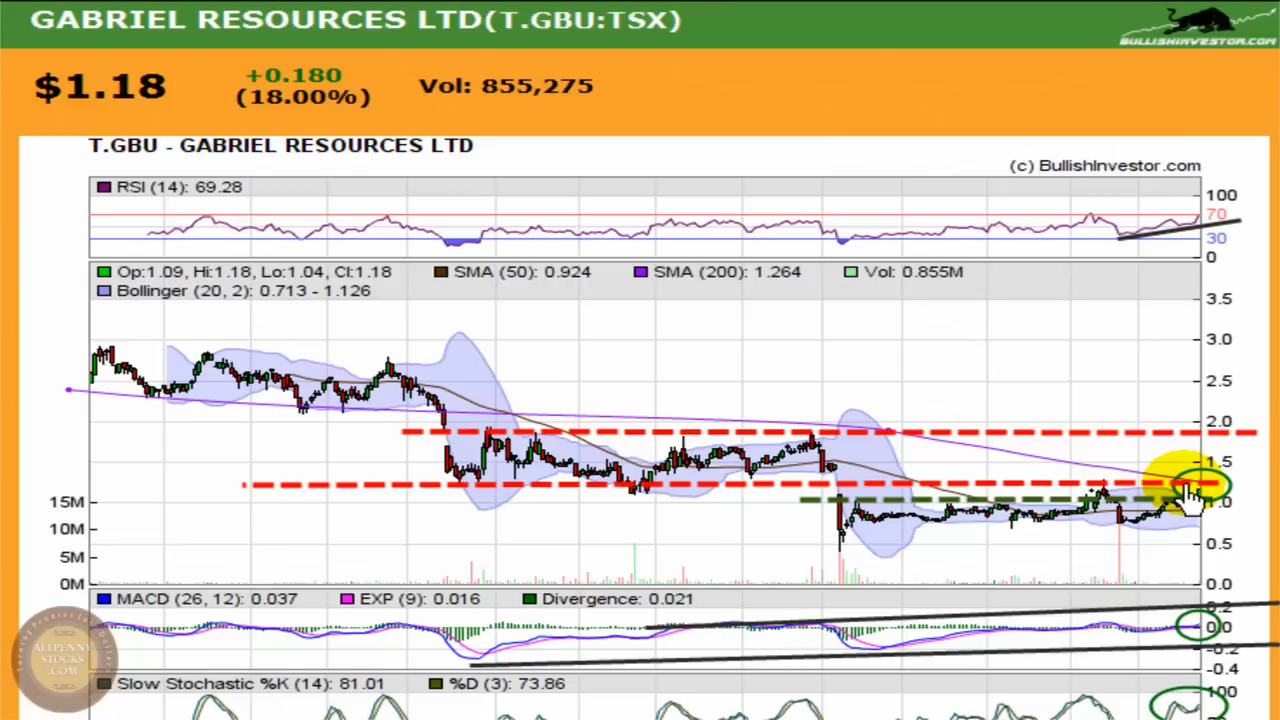 GABRIEL RESOURCES LTD(T.GBU:TSX)
BULLISHINVESTOR.COM
$1.18
+0.180
(18.00%)
Vol: 855,275
T.GBU - GABRIEL RESOURCES LTD
(c) BullishInvestor.com
RSI (14): 69.28
100
70
30
0
Op:1.09, Hi:1.18, Lo:1.04, Cl:1.18 SMA (50): 0.924 SMA (200): 1.264 Vol: 0.855M
Bollinger (20, 2): 0.713 - 1.126
3.5
3.0
2.5
2.0
1.5
15M
10M
5M
0M
0.5
0.0
MACD (26, 12): 0.037 EXP (9): 0.016 Divergence: 0.021
0.2
0.0
-0.2
-0.4
Slow Stochastic %K (14): 81.01 %D (3): 73.86
100
ALLPENNY
STOCKS
.COM